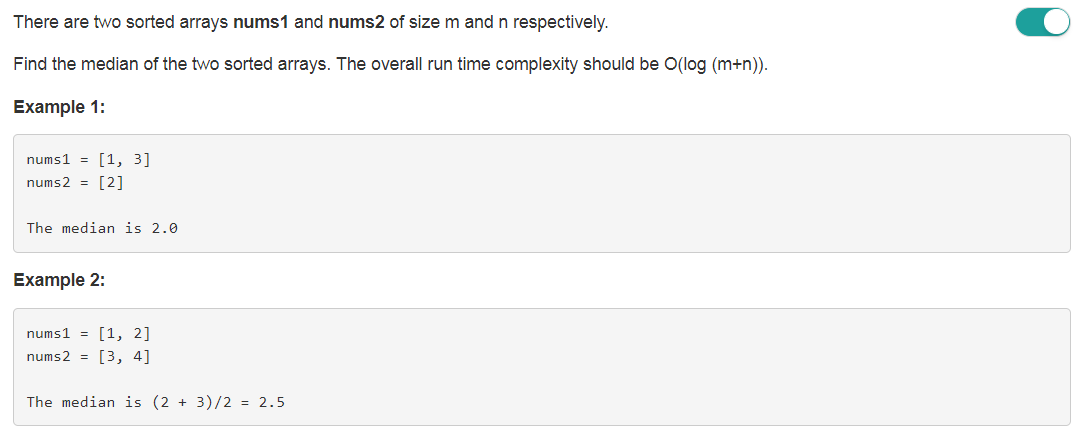 There are two sorted arrays nums1 and nums2 of size m and n respectively.
Find the median of the two sorted arrays. The overall run time complexity should be O(log (m+n)).
Example 1:
nums1 = [1, 3]
nums2 = [2]
The median is 2.0
Example 2:
nums1 = [1, 2]
nums2 = [3, 4]
The median is (2 + 3)/2 = 2.5